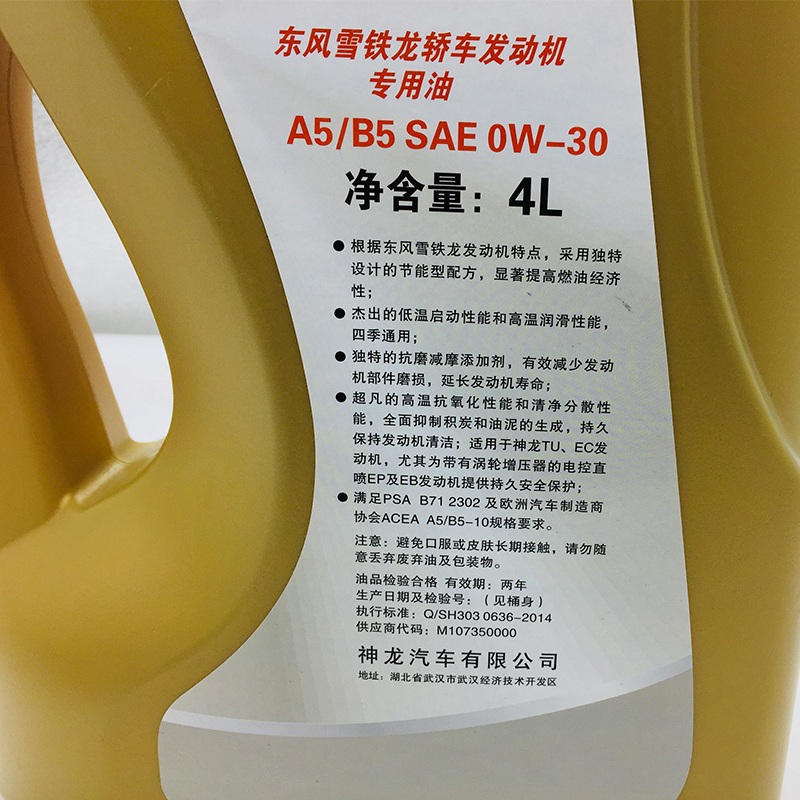 东风雪铁龙轿车发动机
专用油
A5/B5 SAE 0W-30
净含量：4L
● 根据东风雪铁龙发动机特点，采用独特
设计的节能型配方，显著提高燃油经济
性；
● 杰出的低温启动性能和高温润滑性能，
四季通用；
● 独特的抗磨减摩添加剂，有效减少发动
机部件磨损，延长发动机寿命；
● 超凡的高温抗氧化性能和清净分散性
能，全面抑制积炭和油泥的生成，持久
保持发动机清洁；适用于神龙TU、EC发
动机，尤其为带有涡轮增压器的电控直
喷EP及EB发动机提供持久安全保护；
● 满足PSA B71 2302 及欧洲汽车制造商
协会ACEA A5/B5-10规格要求。
注意：避免口服或皮肤长期接触，请勿随
意丢弃废弃油及包装物。
油品检验合格 有效期：两年
生产日期及检验号：（见桶身）
执行标准：Q/SH303 0636-2014
供应商代码：M107350000
神龙汽车有限公司
地址：湖北省武汉市武汉经济技术开发区